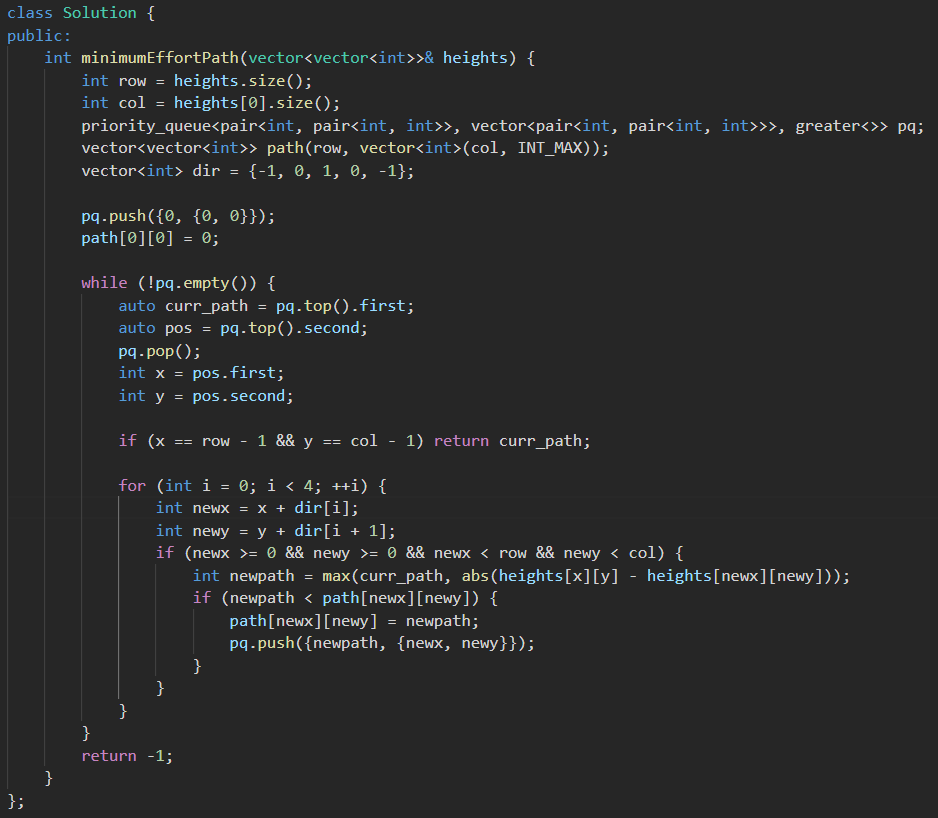 class Solution {
public:
    int minimumEffortPath(vector<vector<int>>& heights) {
        int row = heights.size();
        int col = heights[0].size();
        priority_queue<pair<int, pair<int, int>>, vector<pair<int, pair<int, int>>>, greater<>> pq;
        vector<vector<int>> path(row, vector<int>(col, INT_MAX));
        vector<int> dir = {-1, 0, 1, 0, -1};

        pq.push({0, {0, 0}});
        path[0][0] = 0;

        while (!pq.empty()) {
            auto curr_path = pq.top().first;
            auto pos = pq.top().second;
            pq.pop();
            int x = pos.first;
            int y = pos.second;

            if (x == row - 1 && y == col - 1) return curr_path;

            for (int i = 0; i < 4; ++i) {
                int newx = x + dir[i];
                int newy = y + dir[i + 1];
                if (newx >= 0 && newy >= 0 && newx < row && newy < col) {
                    int newpath = max(curr_path, abs(heights[x][y] - heights[newx][newy]));
                    if (newpath < path[newx][newy]) {
                        path[newx][newy] = newpath;
                        pq.push({newpath, {newx, newy}});
                    }
                }
            }
        }
        return -1;
    }
};